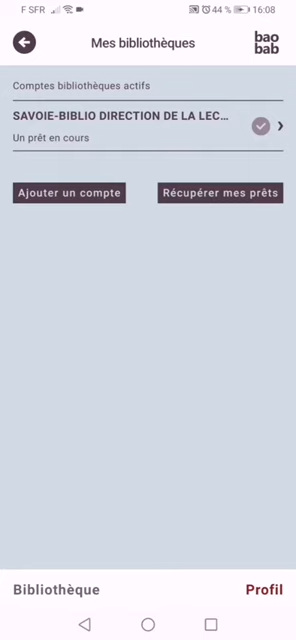 F SFR 44 % 16:08
Mes bibliothèques
bao
bab
Comptes bibliothèques actifs
SAVOIE-BIBLIO DIRECTION DE LA LEC...
Un prêt en cours
Ajouter un compte
Récupérer mes prêts
Bibliothèque
Profil